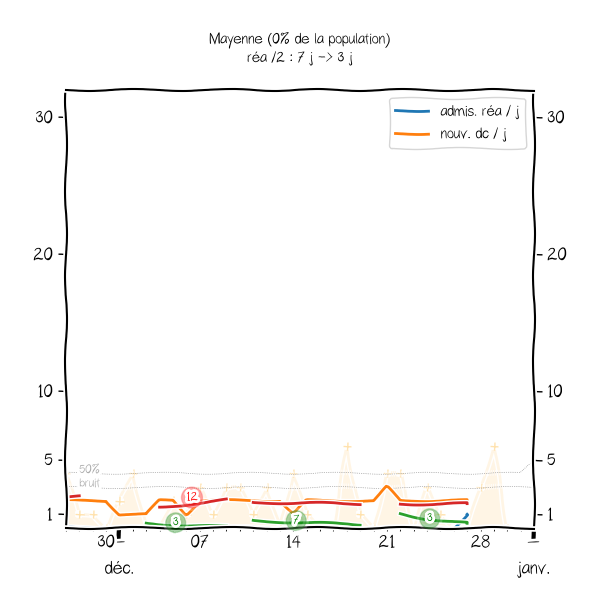 Mayenne (0% de la population)
réa /2 : 7 j -> 3 j
admis. réa / j
nouv. dc / j
30 30
20 20
10 10
5 5
50%
bruit
12
3 7 3
1 1
30 07 14 21 28
déc. janv.